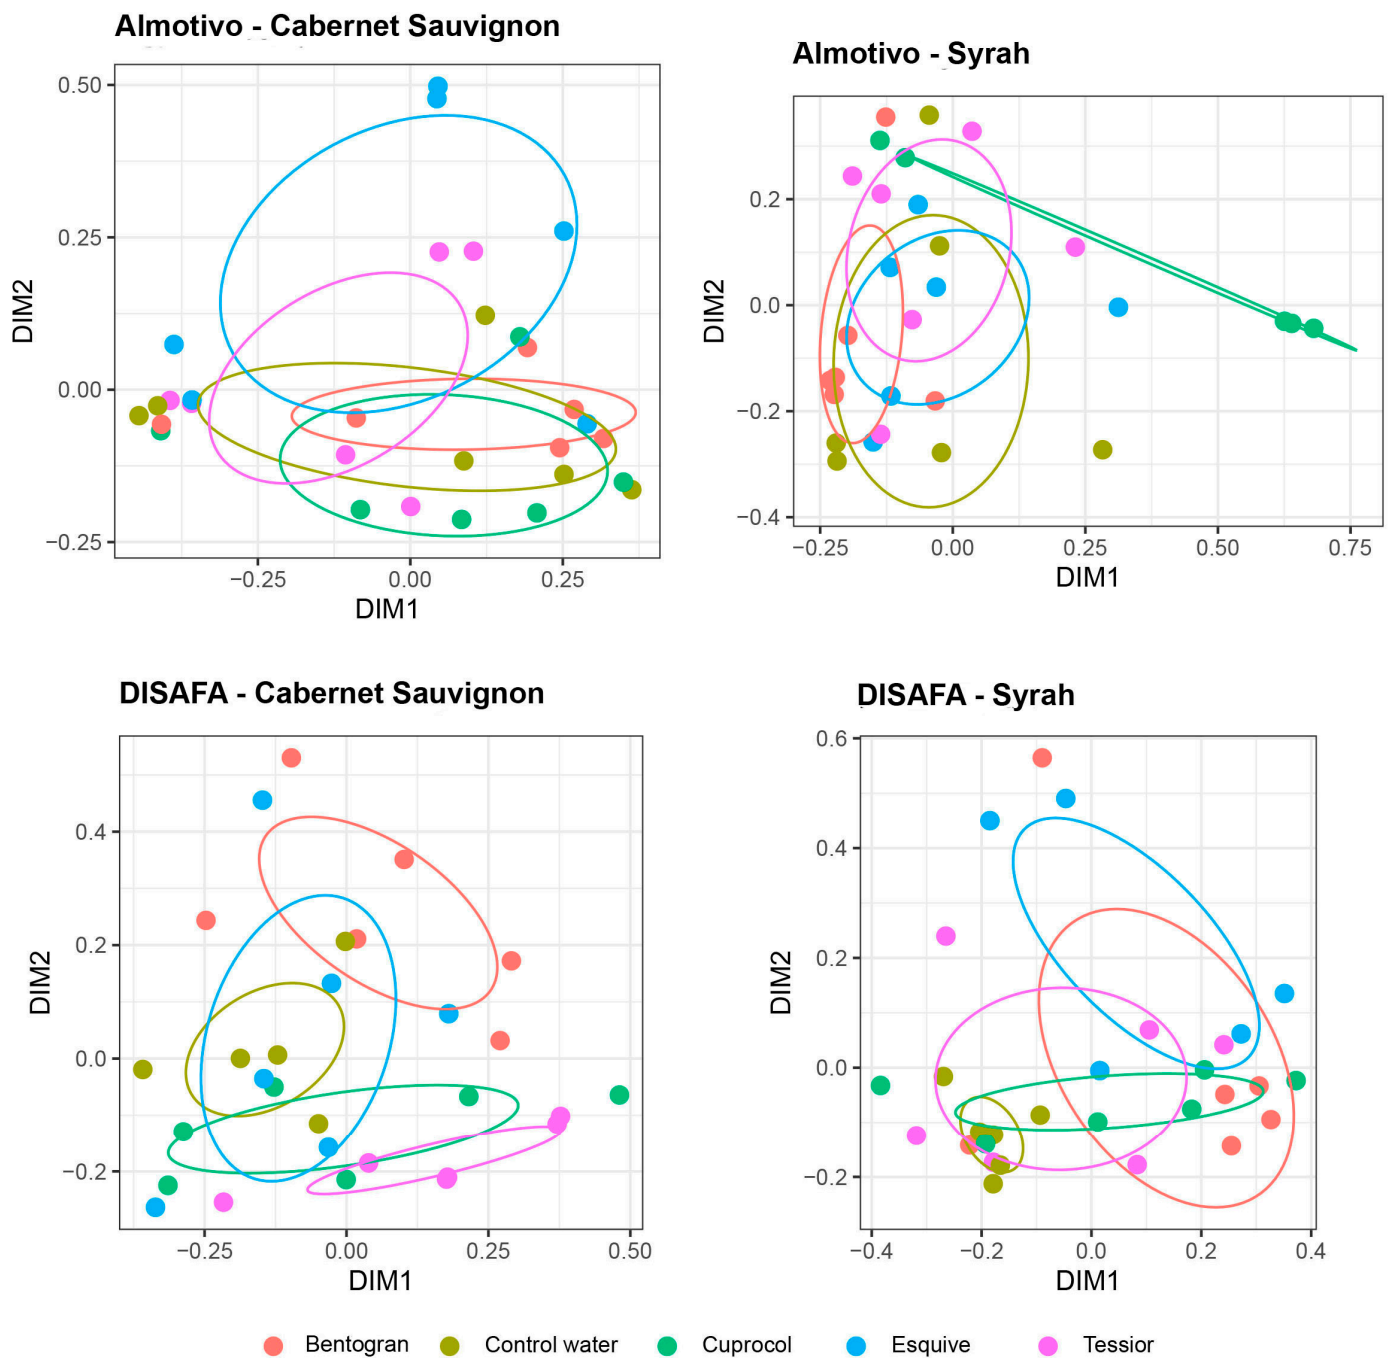 Almotivo - Cabernet Sauvignon
0.50
0.25
0.00
−0.25
DIM2
−0.25 0.00 0.25
DIM1
Almotivo - Syrah
0.2
0.0
−0.2
−0.4
DIM2
−0.25 0.00 0.25 0.50 0.75
DIM1
DISAFA - Cabernet Sauvignon
0.4
0.2
0.0
−0.2
DIM2
−0.25 0.00 0.25 0.50
DIM1
DISAFA - Syrah
0.6
0.4
0.2
0.0
−0.2
DIM2
−0.4 −0.2 0.0 0.2 0.4
DIM1
Bentogran Control water Cuprocol Esquive Tessior